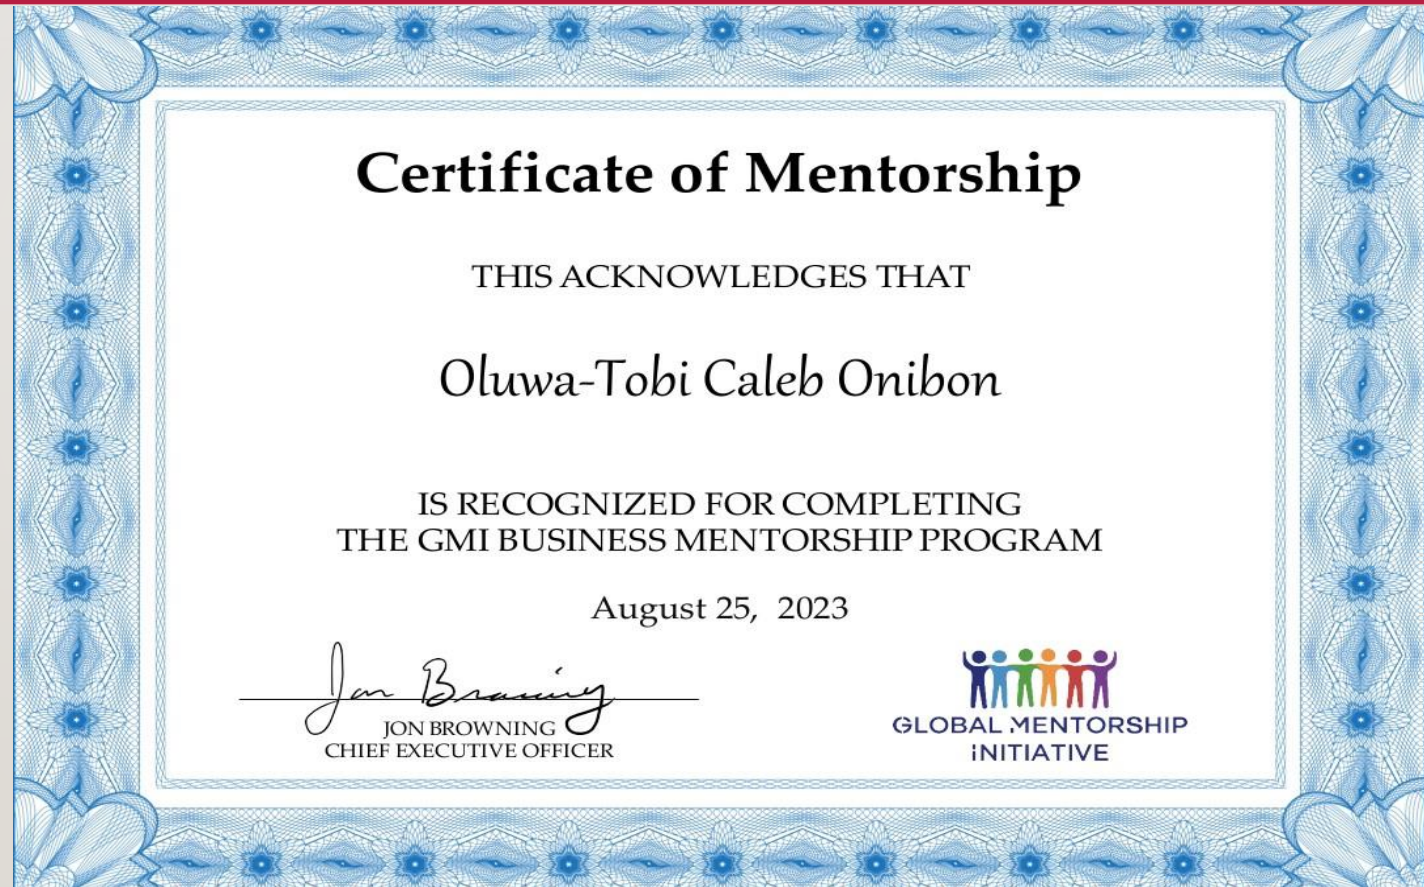 Certificate of Mentorship
THIS ACKNOWLEDGES THAT
Oluwa-Tobi Caleb Onibon
IS RECOGNIZED FOR COMPLETING
THE GMI BUSINESS MENTORSHIP PROGRAM
August 25, 2023
Jon Browning
JON BROWNING
CHIEF EXECUTIVE OFFICER
GLOBAL MENTORSHIP
INITIATIVE